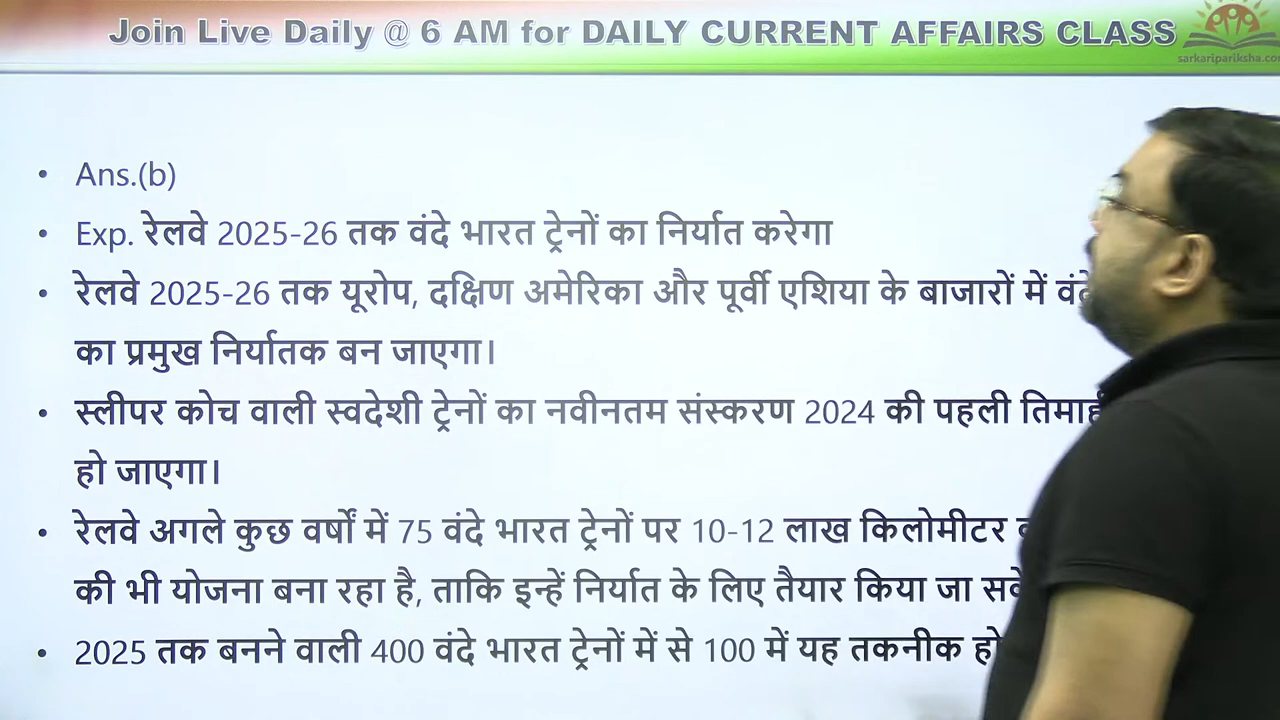 Join Live Daily @ 6 AM for DAILY CURRENT AFFAIRS CLASS
sarkaripariksha.com
• Ans.(b)
• Exp. रेलवे 2025-26 तक वंदे भारत ट्रेनों का निर्यात करेगा
• रेलवे 2025-26 तक यूरोप, दक्षिण अमेरिका और पूर्वी एशिया के बाजारों में
का प्रमुख निर्यातक बन जाएगा।
• स्लीपर कोच वाली स्वदेशी ट्रेनों का नवीनतम संस्करण 2024 की पहली
हो जाएगा।
• रेलवे अगले कुछ वर्षों में 75 वंदे भारत ट्रेनों पर 10-12 लाख किलोमीटर
की भी योजना बना रहा है, ताकि इन्हें निर्यात के लिए तैयार किया जा
• 2025 तक बनने वाली 400 वंदे भारत ट्रेनों में से 100 में यह तकनीक